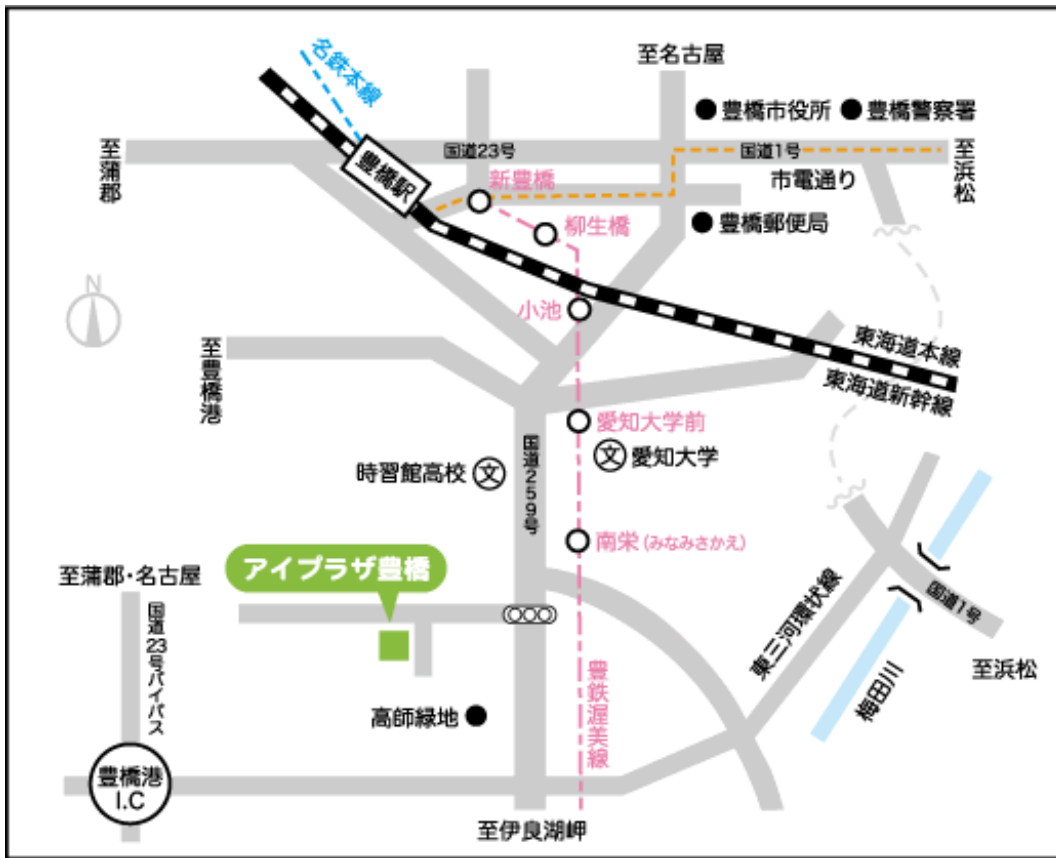 名鉄本線
至名古屋
豊橋市役所
豊橋警察署
至蒲郡
国道23号
国道1号
至浜松
豊橋駅
新豊橋
市電通り
柳生橋
豊橋郵便局
N
小池
至豊橋港
東海道本線
東海道新幹線
愛知大学前
文 愛知大学
時習館高校 文
国道259号
南栄(みなみさかえ)
アイプラザ豊橋
至蒲郡・名古屋
国道23号バイパス
東三河環状線
国道1号
至浜松
梅田川
豊鉄渥美線
高師緑地
豊橋港
I.C
至伊良湖岬